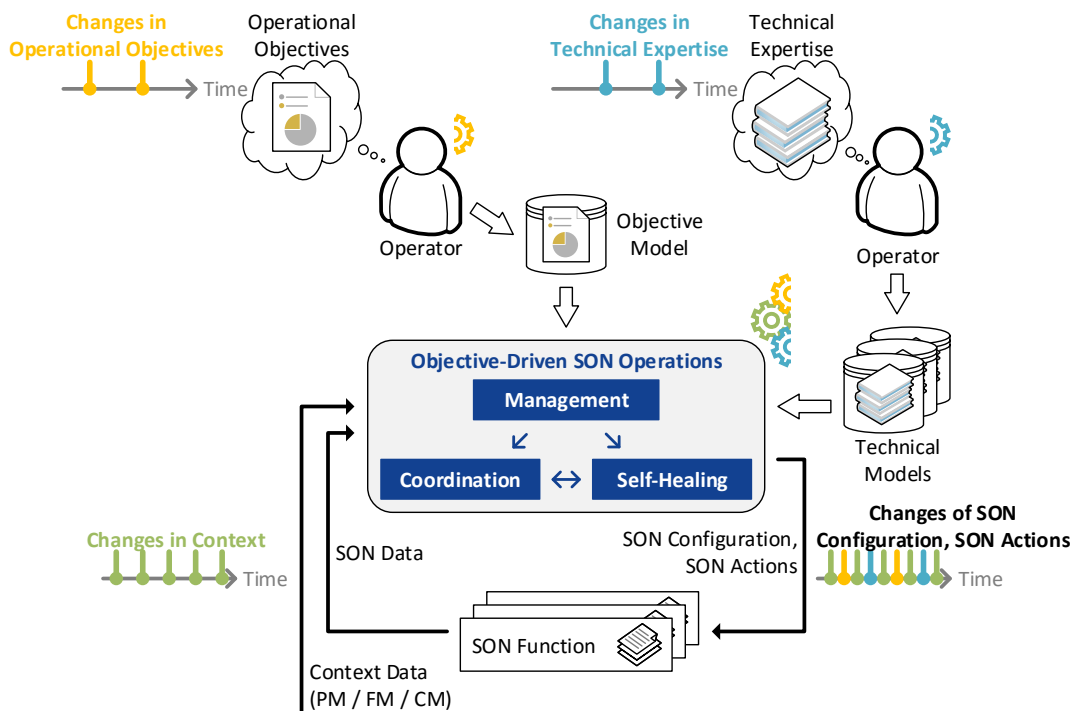 Changes in
Operational Objectives
Time
Operational
Objectives
Changes in
Technical Expertise
Time
Technical
Expertise
Operator
Objective
Model
Operator
Objective-Driven SON Operations
Management
Coordination
Self-Healing
Technical
Models
Changes in Context
Time
SON Data
SON Configuration,
SON Actions
Changes of SON
Configuration, SON Actions
Time
SON Function
Context Data
(PM / FM / CM)